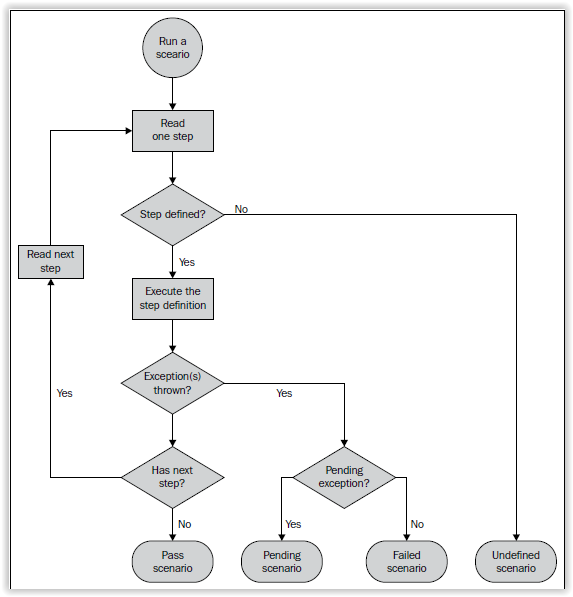 Run a
sceario
Read
one step
Step defined?
No
Read next
step
Yes
Execute the
step definition
Exception(s)
thrown?
Yes
Yes
Has next
step?
Pending
exception?
No
Yes
No
Pass
scenario
Pending
scenario
Failed
scenario
Undefined
scenario